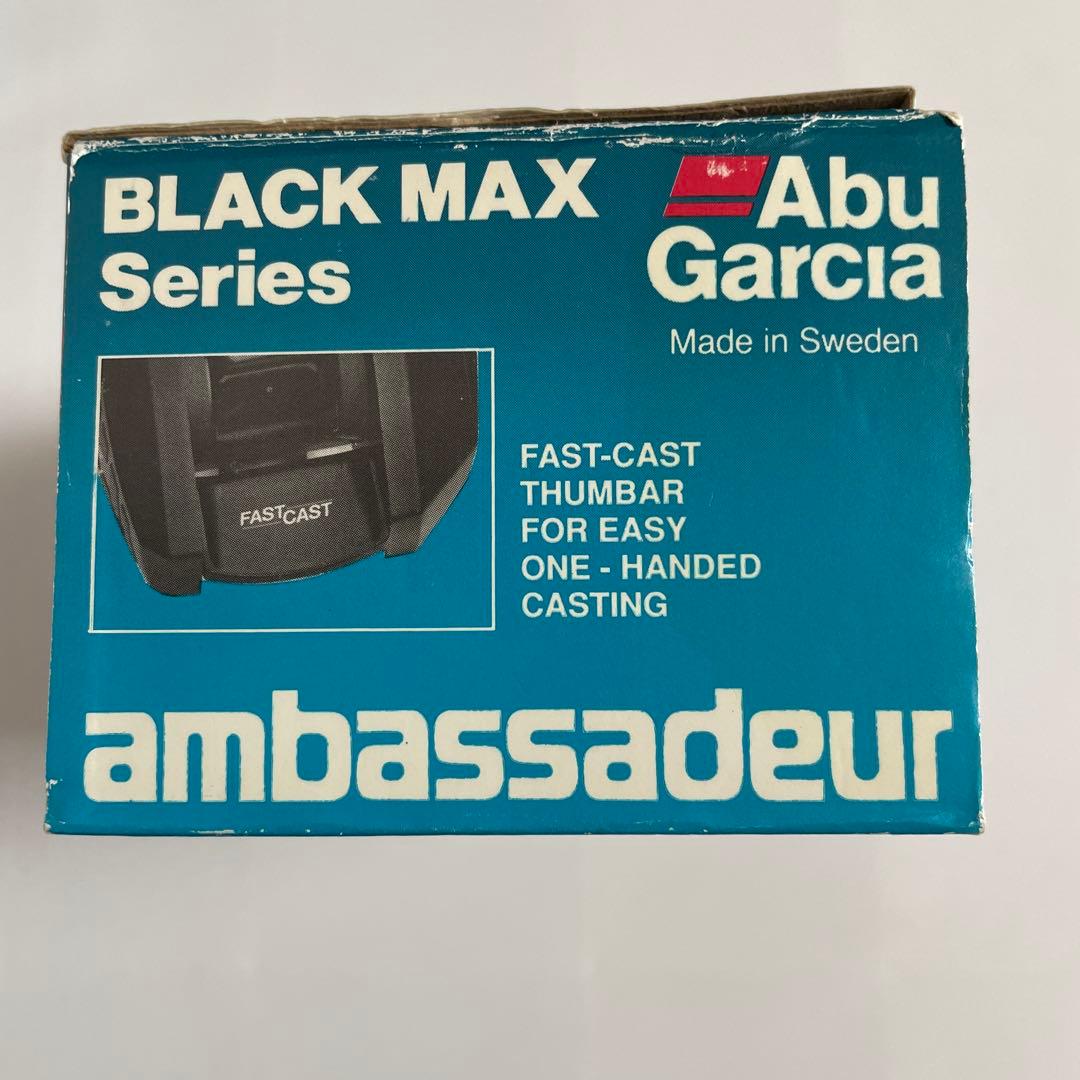 BLACK MAX
Series
Abu
Garcia
Made in Sweden
FASTCAST
FAST-CAST
THUMBAR
FOR EASY
ONE - HANDED
CASTING
ambassadeur